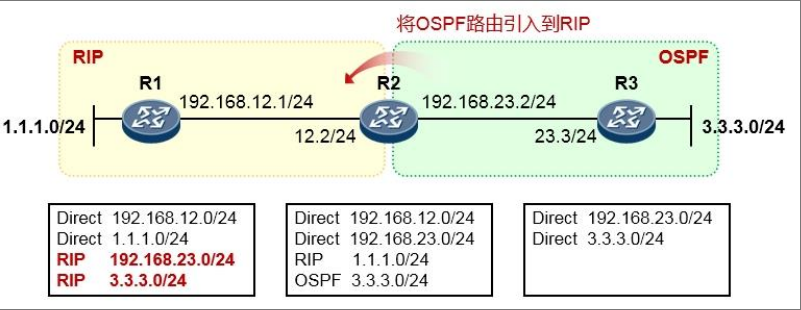 将OSPF路由引入到RIP
RIP
OSPF
R1
R2
R3
192.168.12.1/24
192.168.23.2/24
1.1.1.0/24
12.2/24
23.3/24
3.3.3.0/24
Direct 192.168.12.0/24
Direct 1.1.1.0/24
RIP 192.168.23.0/24
RIP 3.3.3.0/24
Direct 192.168.12.0/24
Direct 192.168.23.0/24
RIP 1.1.1.0/24
OSPF 3.3.3.0/24
Direct 192.168.23.0/24
Direct 3.3.3.0/24